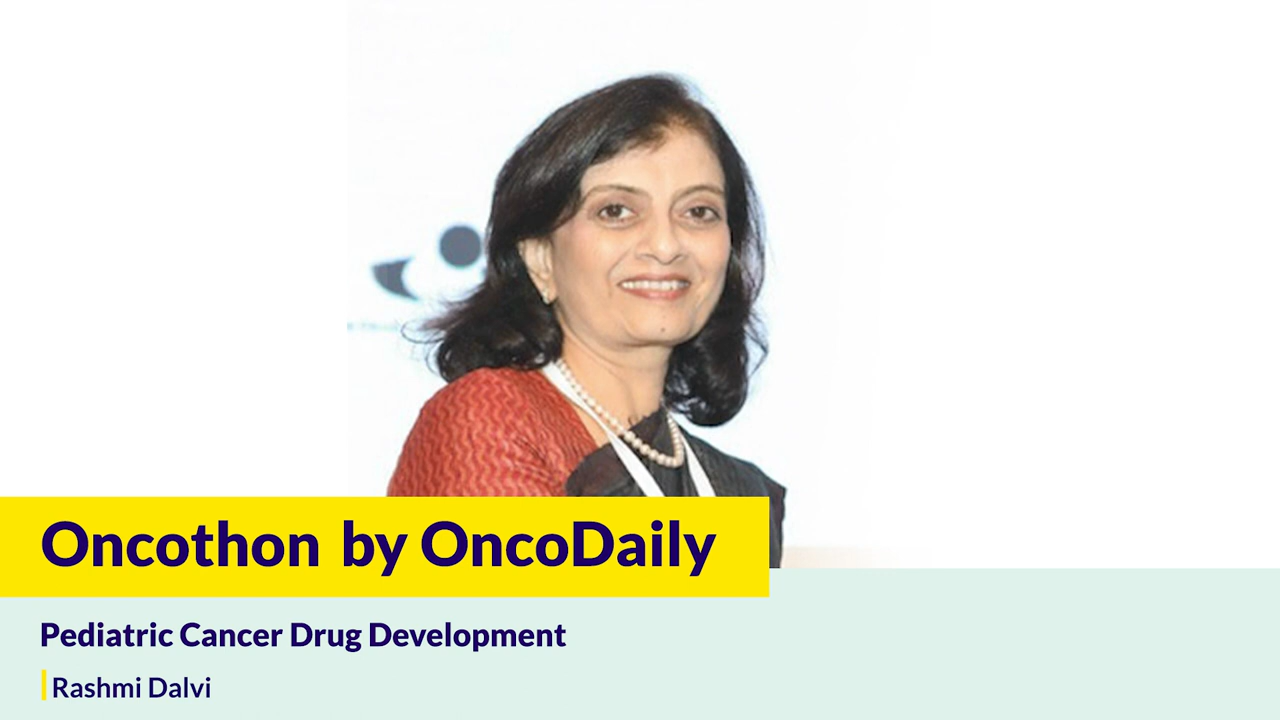 Oncothon by OncoDaily
Pediatric Cancer Drug Development
Rashmi Dalvi